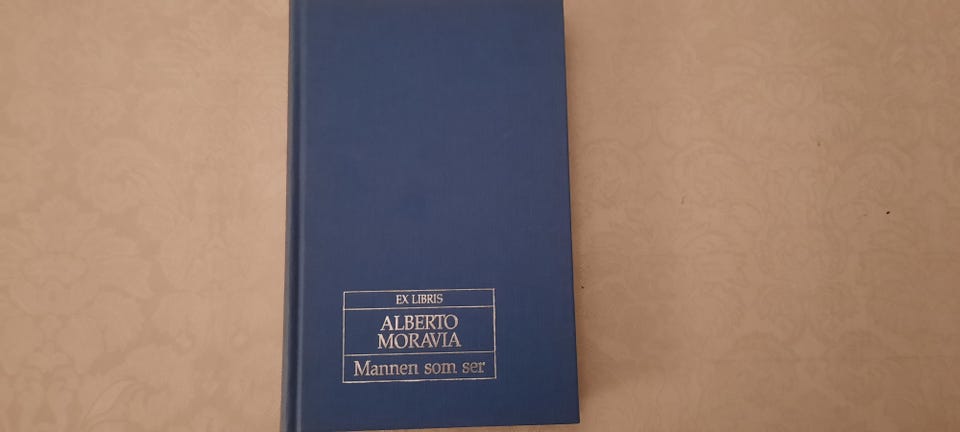 EX LIBRIS
ALBERTO
MORAVIA
Mannen som ser